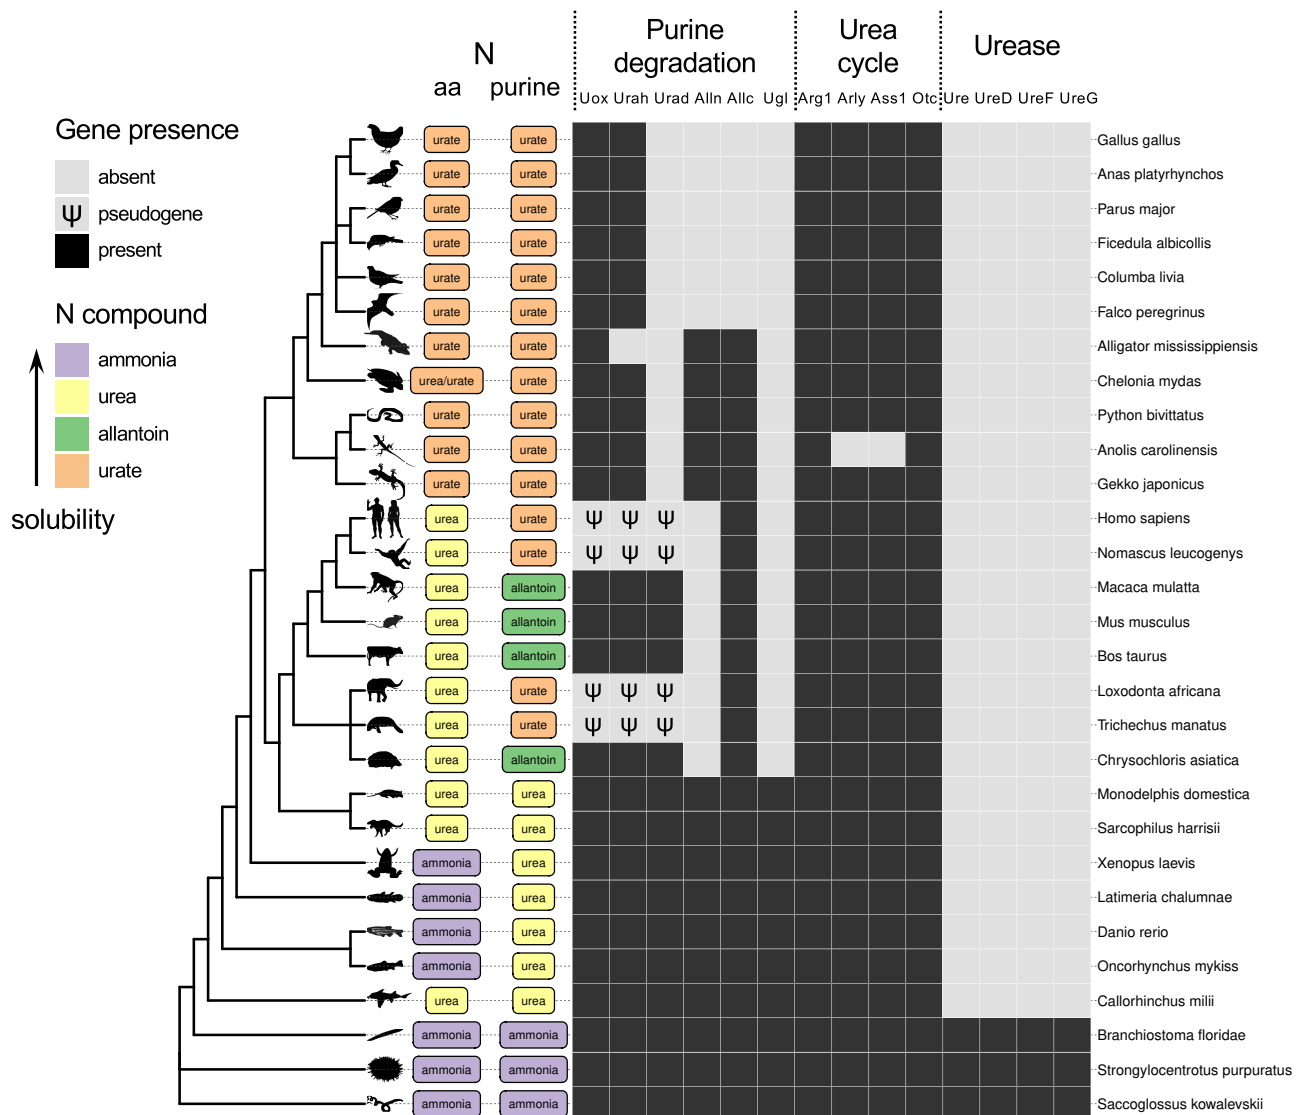 N
aa purine
Purine
degradation
Urea
cycle
Urease
Uox Urah Urad Alln Allc Ugl Arg1 Arly Ass1 Otc Ure UreD UreF UreG
Gene presence
absent
ψ pseudogene
present
N compound
ammonia
urea
allantoin
urate
solubility
urate urate Gallus gallus
urate urate Anas platyrhynchos
urate urate Parus major
urate urate Ficedula albicollis
urate urate Columba livia
urate urate Falco peregrinus
urate urate Alligator mississippiensis
urea/urate urate Chelonia mydas
urate urate Python bivittatus
urate urate Anolis carolinensis
urate urate Gekko japonicus
urea urate ψ ψ ψ Homo sapiens
urea urate ψ ψ ψ Nomascus leucogenys
urea allantoin Macaca mulatta
urea allantoin Mus musculus
urea allantoin Bos taurus
urea urate ψ ψ ψ Loxodonta africana
urea urate ψ ψ ψ Trichechus manatus
urea allantoin Chrysochloris asiatica
urea urea Monodelphis domestica
urea urea Sarcophilus harrisii
ammonia urea Xenopus laevis
ammonia urea Latimeria chalumnae
ammonia urea Danio rerio
ammonia urea Oncorhynchus mykiss
urea urea Callorhinchus milii
ammonia ammonia Branchiostoma floridae
ammonia ammonia Strongylocentrotus purpuratus
ammonia ammonia Saccoglossus kowalevskii